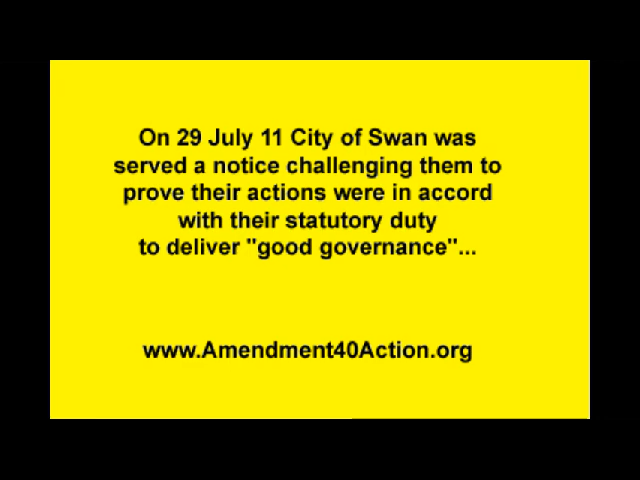 On 29 July 11 City of Swan was
served a notice challenging them to
prove their actions were in accord
with their statutory duty
to deliver "good governance"...
www.Amendment40Action.org